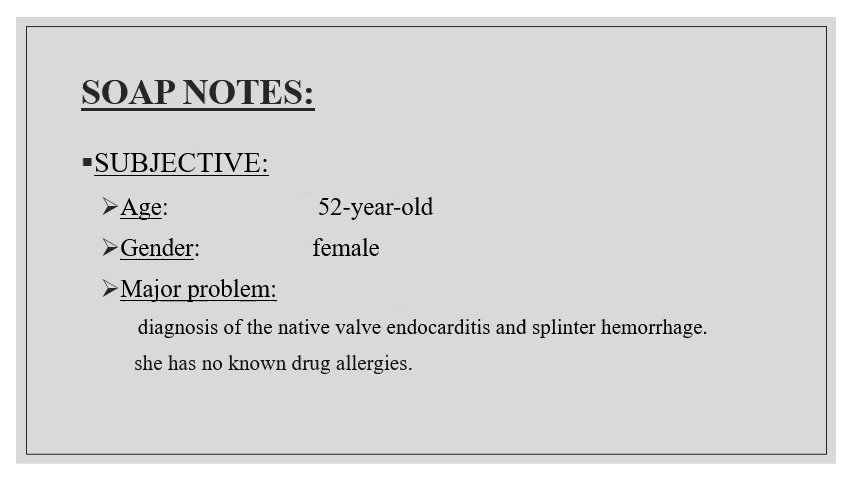 SOAP NOTES:
▪SUBJECTIVE:
➢Age: 52-year-old
➢Gender: female
➢Major problem:
diagnosis of the native valve endocarditis and splinter hemorrhage.
she has no known drug allergies.